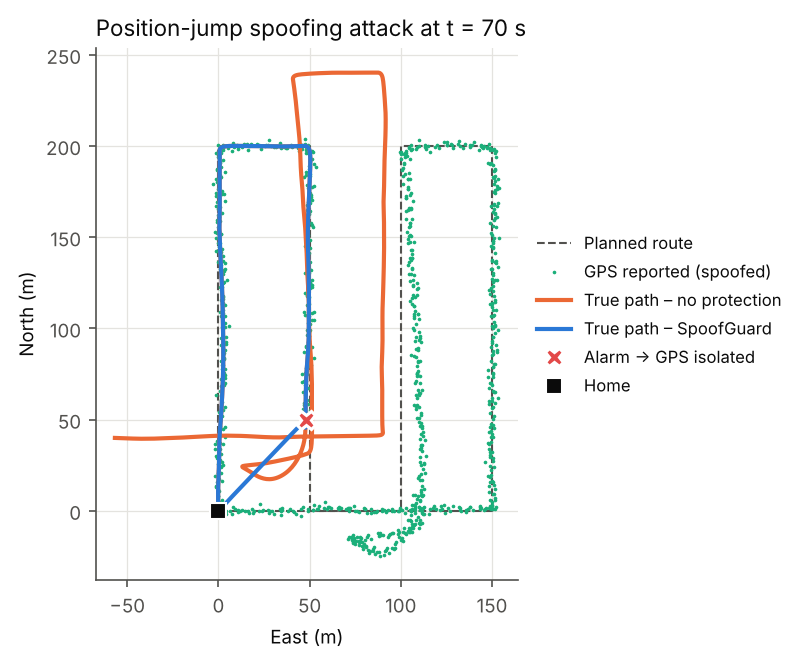 Position-jump spoofing attack at t = 70 s
250
200
150
100
50
0
−50
0
50
100
150
North (m)
East (m)
Planned route
GPS reported (spoofed)
True path – no protection
True path – SpoofGuard
Alarm → GPS isolated
Home